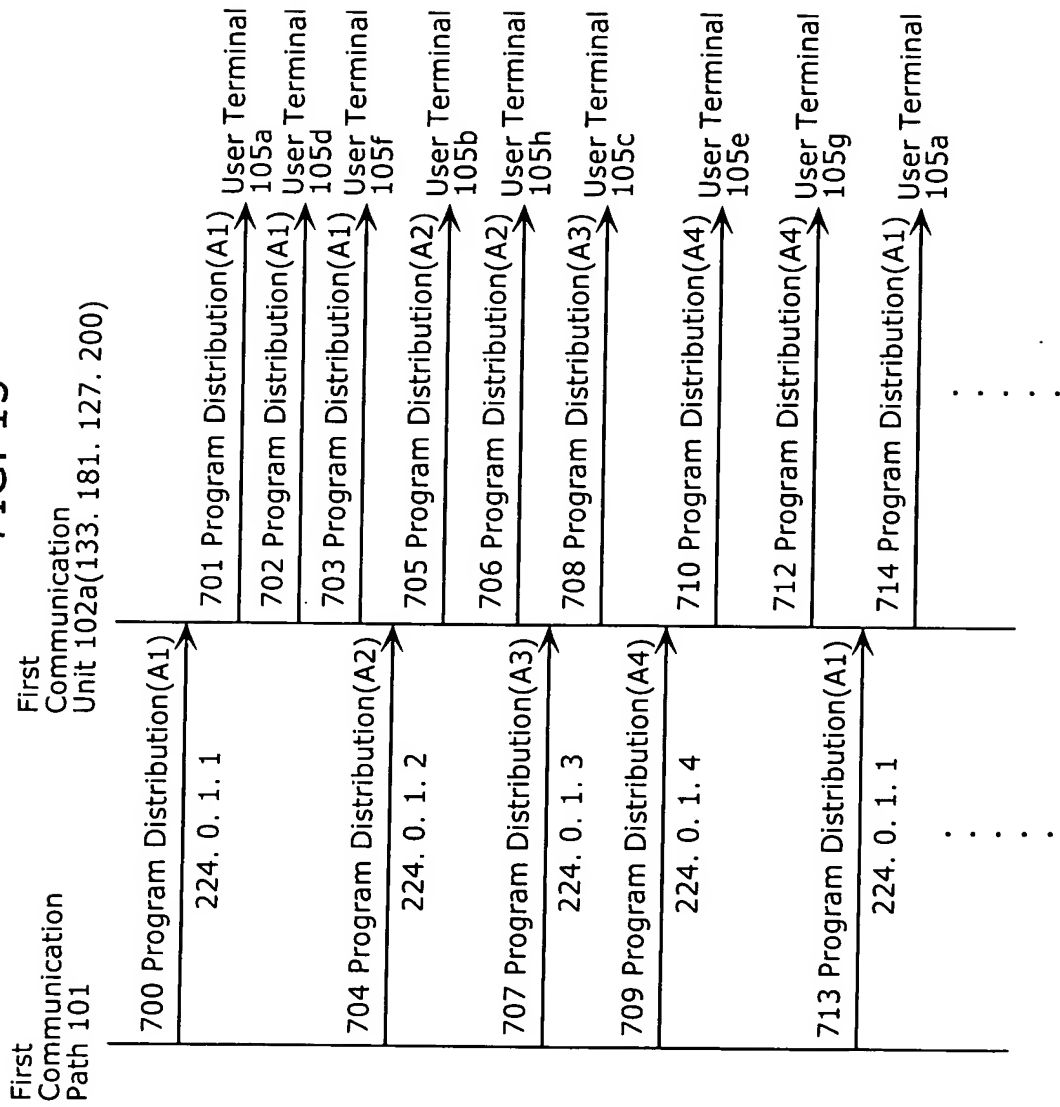 First
Communication
Path 101
First
Communication
Unit 102a(133. 181. 127. 200)
700 Program Distribution(A1)
224. 0. 1. 1
701 Program Distribution(A1)
User Terminal
105a
702 Program Distribution(A1)
User Terminal
105d
703 Program Distribution(A1)
User Terminal
105f
704 Program Distribution(A2)
224. 0. 1. 2
705 Program Distribution(A2)
User Terminal
105b
706 Program Distribution(A2)
User Terminal
105h
707 Program Distribution(A3)
224. 0. 1. 3
708 Program Distribution(A3)
User Terminal
105c
709 Program Distribution(A4)
224. 0. 1. 4
710 Program Distribution(A4)
User Terminal
105e
712 Program Distribution(A4)
User Terminal
105g
713 Program Distribution(A1)
224. 0. 1. 1
714 Program Distribution(A1)
User Terminal
105a
. . . . .
. . . . .